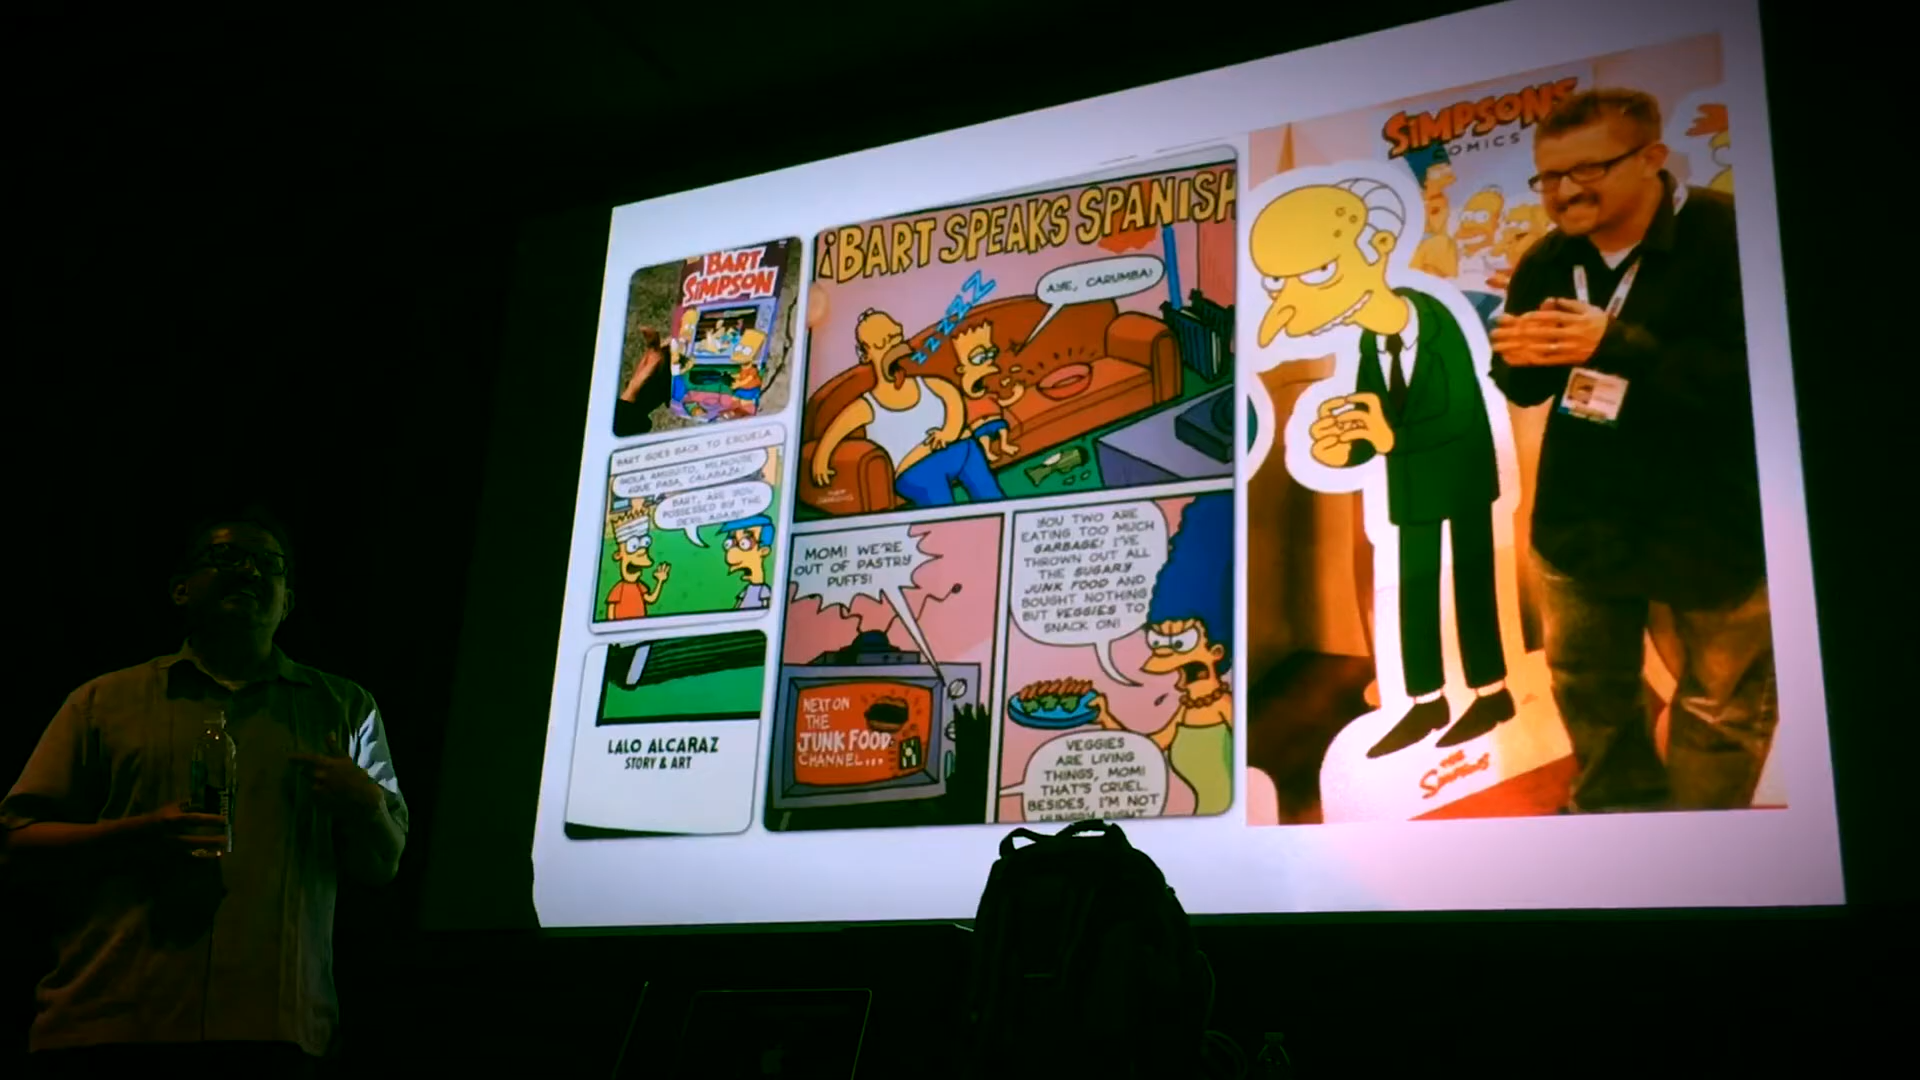 BART
SIMPSON
BART GOES BACK TO ESCUELA
¡HOLA AMIGUITO, MILHOUSE!
¿QUE PASA, CALABAZA?
BART, ARE YOU
POSSESSED BY THE
DEVIL AGAIN?
LALO ALCARAZ
STORY & ART
¡BART SPEAKS SPANISH
ZZZZZ
AYE, CARUMBA!
MOM! WE'RE
OUT OF PASTRY
PUFFS!
NEXT ON
THE
JUNK FOOD
CHANNEL...
YOU TWO ARE
EATING TOO MUCH
GARBAGE! I'VE
THROWN OUT ALL
THE SUGARY
JUNK FOOD AND
BOUGHT NOTHING
BUT VEGGIES TO
SNACK ON!
VEGGIES
ARE LIVING
THINGS, MOM!
THAT'S CRUEL.
BESIDES, I'M NOT
HUNGRY RIGHT
SIMPSONS
COMICS
THE
SIMPSONS